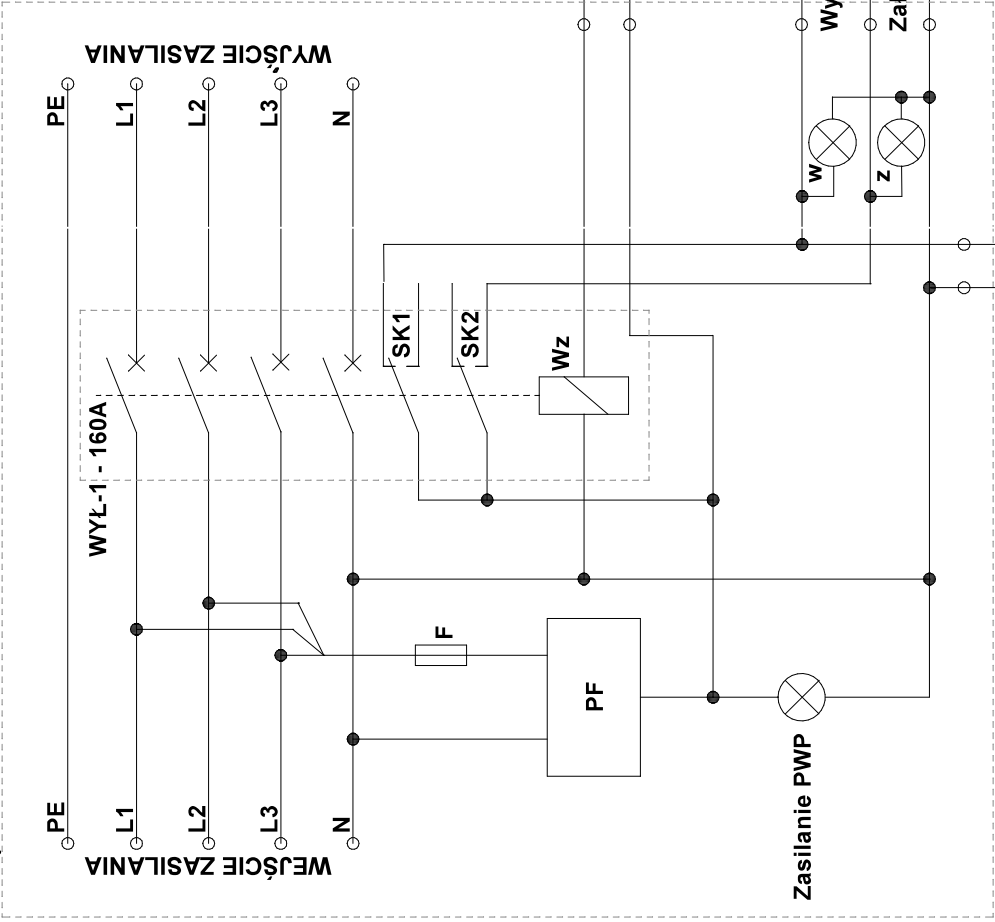 WYJŚCIE ZASILANIA
PE
L1
L2
L3
N
Wy
w
z
SK1
SK2
Wz
WYŁ-1 - 160A
F
PF
Zasilanie PWP
PE
L1
L2
L3
N
WEJŚCIE ZASILANIA